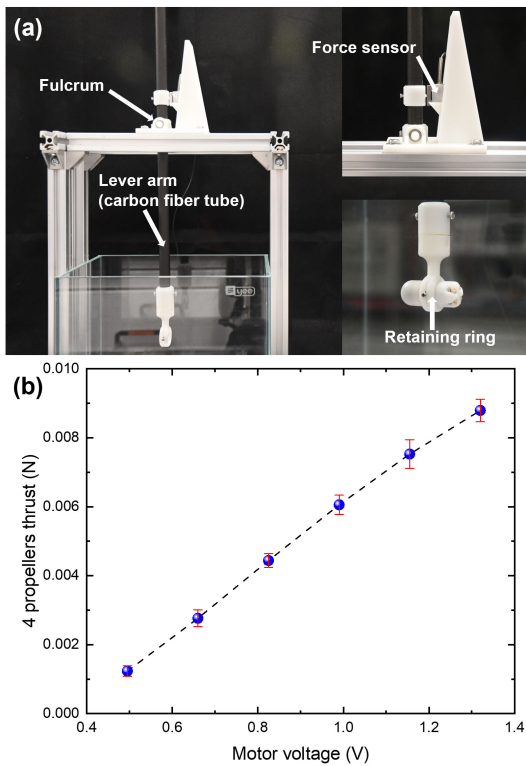 (a)
Force sensor
Fulcrum
Lever arm
(carbon fiber tube)
Retaining ring
(b)
0.010
0.008
0.006
0.004
0.002
0.000
4 propellers thrust (N)
0.4 0.6 0.8 1.0 1.2 1.4
Motor voltage (V)